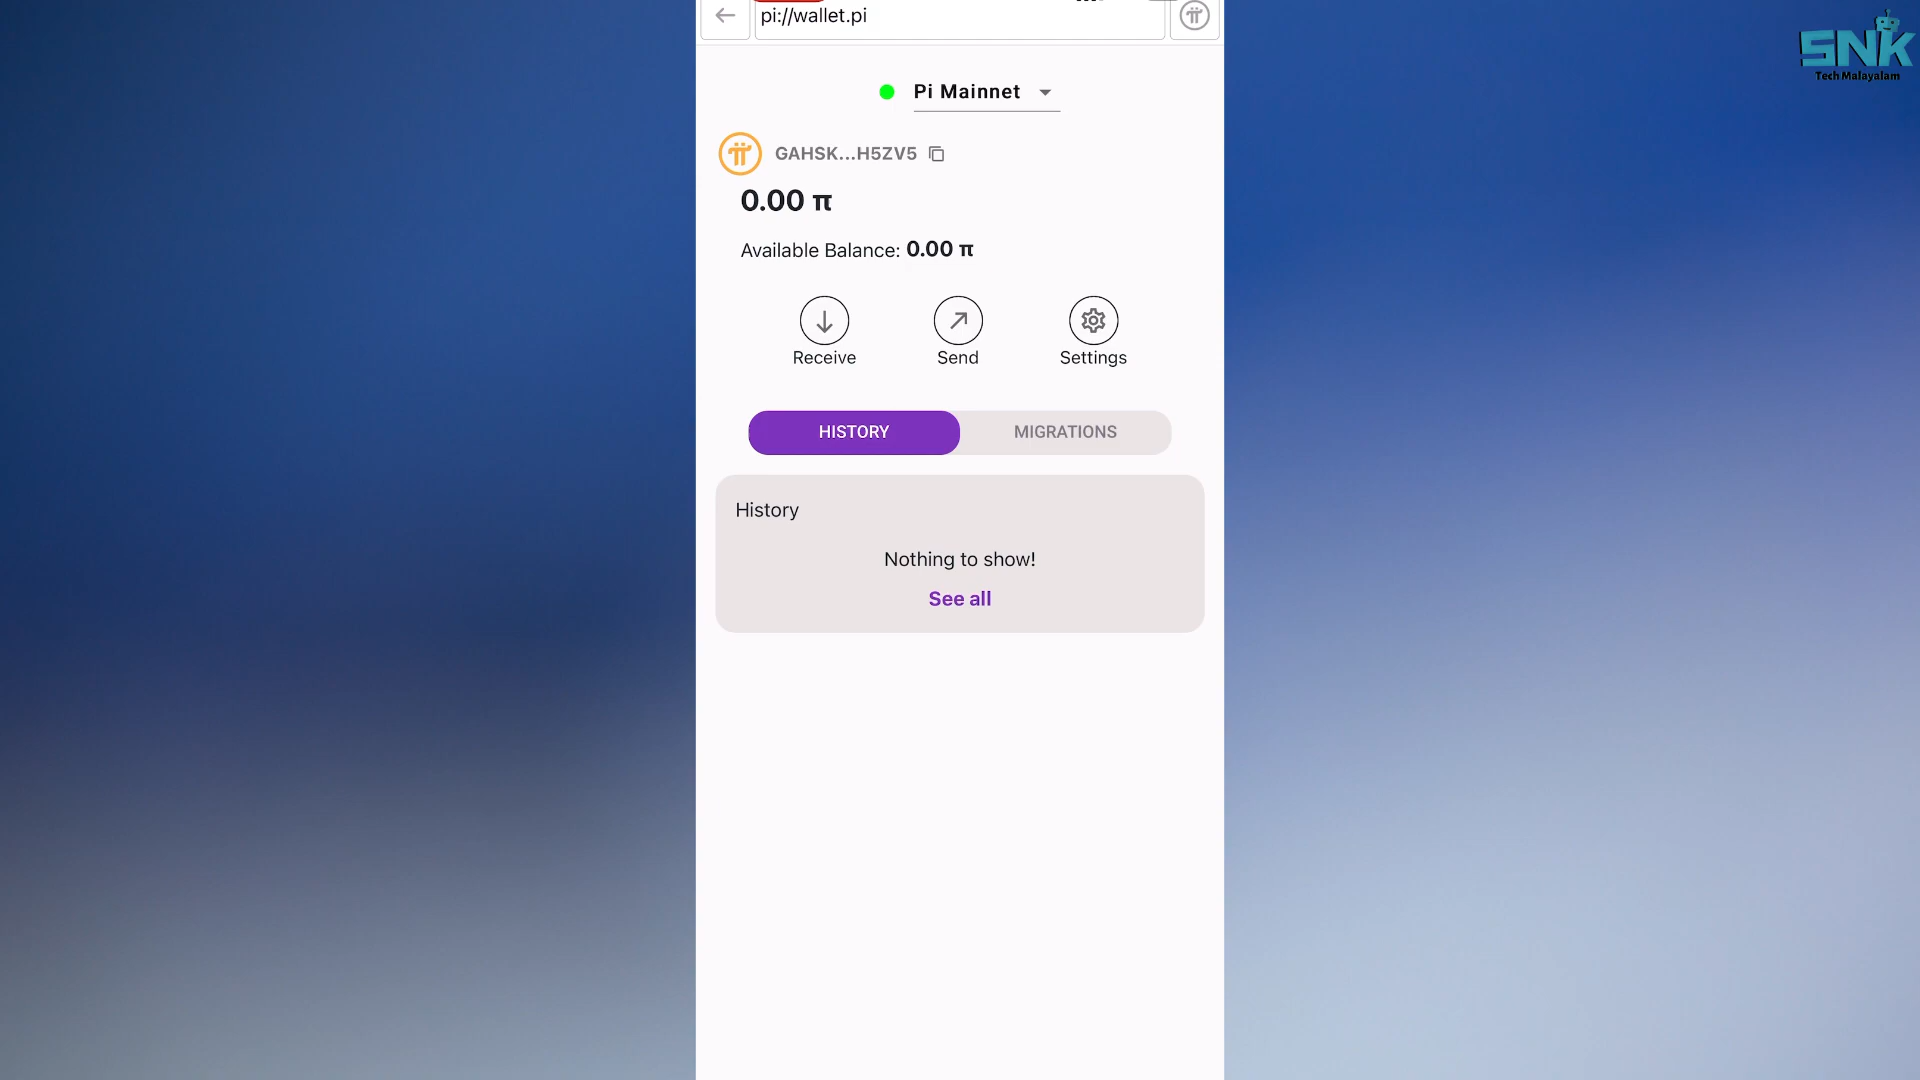 pi://wallet.pi
SNK
Tech Malayalam
Pi Mainnet
GAHSK...H5ZV5
0.00 π
Available Balance: 0.00 π
Receive
Send
Settings
HISTORY
MIGRATIONS
History
Nothing to show!
See all